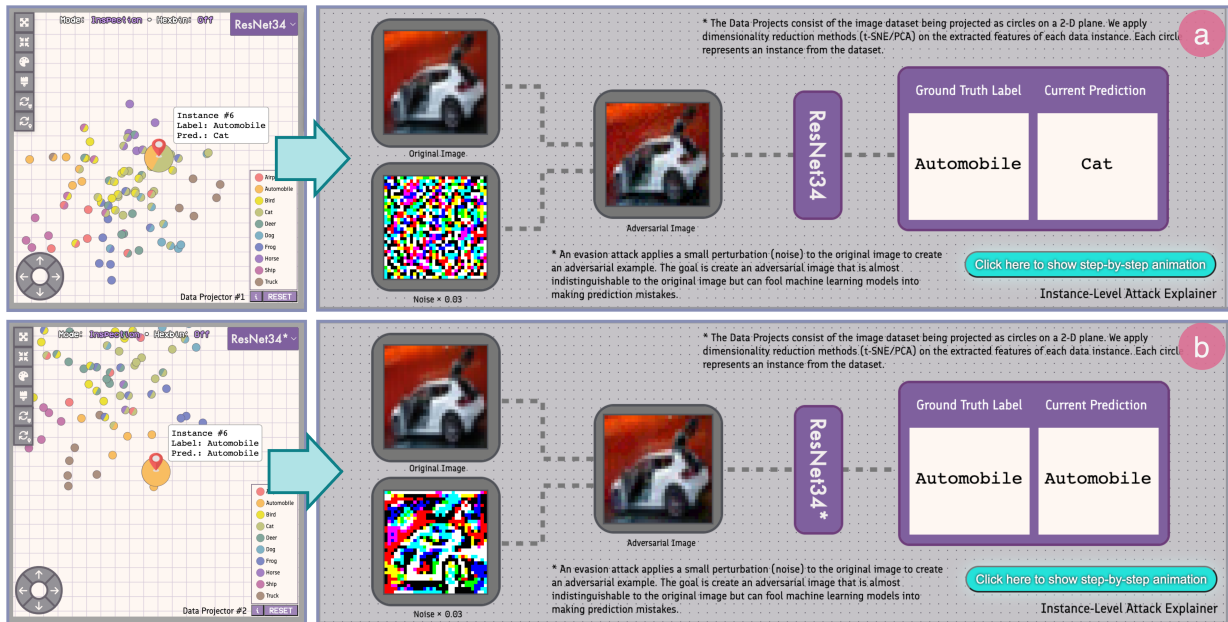 Mode: Inspection • Hexbin: Off
ResNet34
Instance #6
Label: Automobile
Pred.: Cat
Automobile
Bird
Cat
Deer
Dog
Frog
Horse
Ship
Truck
Data Projector #1
i
RESET
Original Image
Noise × 0.03
Adversarial Image
ResNet34
* The Data Projects consist of the image dataset being projected as circles on a 2-D plane. We apply
dimensionality reduction methods (t-SNE/PCA) on the extracted features of each data instance. Each circle
represents an instance from the dataset.
a
Ground Truth Label
Current Prediction
Automobile
Cat
* An evasion attack applies a small perturbation (noise) to the original image to create
an adversarial example. The goal is create an adversarial image that is almost
indistinguishable to the original image but can fool machine learning models into
making prediction mistakes.
Click here to show step-by-step animation
Instance-Level Attack Explainer
Mode: Inspection • Hexbin: Off
ResNet34*
Instance #6
Label: Automobile
Pred.: Automobile
Automobile
Bird
Cat
Deer
Dog
Frog
Horse
Ship
Truck
Data Projector #2
i
RESET
Original Image
Noise × 0.03
Adversarial Image
ResNet34*
* The Data Projects consist of the image dataset being projected as circles on a 2-D plane. We apply
dimensionality reduction methods (t-SNE/PCA) on the extracted features of each data instance. Each circle
represents an instance from the dataset.
b
Ground Truth Label
Current Prediction
Automobile
Automobile
* An evasion attack applies a small perturbation (noise) to the original image to create
an adversarial example. The goal is create an adversarial image that is almost
indistinguishable to the original image but can fool machine learning models into
making prediction mistakes.
Click here to show step-by-step animation
Instance-Level Attack Explainer